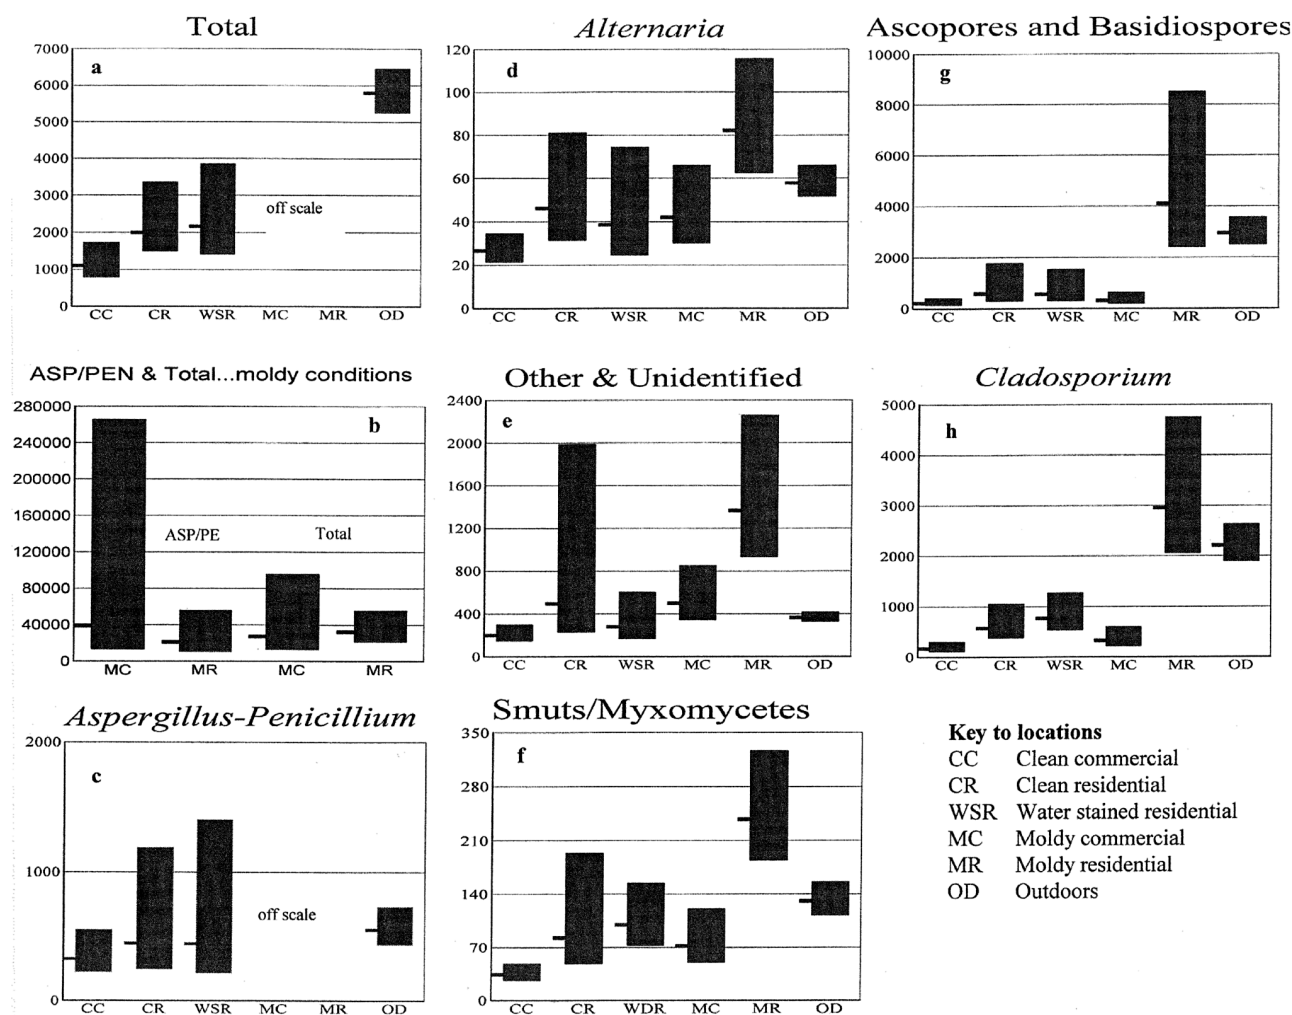 Total
7000
6000
5000
4000
3000
2000
1000
0
a
off scale
CC CR WSR MC MR OD
Alternaria
120
100
80
60
40
20
0
d
CC CR WSR MC MR OD
Ascopores and Basidiospores
10000
8000
6000
4000
2000
0
g
CC CR WSR MC MR OD
ASP/PEN & Total...moldy conditions
280000
240000
200000
160000
120000
80000
40000
0
b
ASP/PE Total
MC MR MC MR
Other & Unidentified
2400
2000
1600
1200
800
400
0
e
CC CR WSR MC MR OD
Cladosporium
5000
4000
3000
2000
1000
0
h
CC CR WSR MC MR OD
Aspergillus-Penicillium
2000
1000
0
c
off scale
CC CR WSR MC MR OD
Smuts/Myxomycetes
350
280
210
140
70
0
f
CC CR WDR MC MR OD
Key to locations
CC Clean commercial
CR Clean residential
WSR Water stained residential
MC Moldy commercial
MR Moldy residential
OD Outdoors